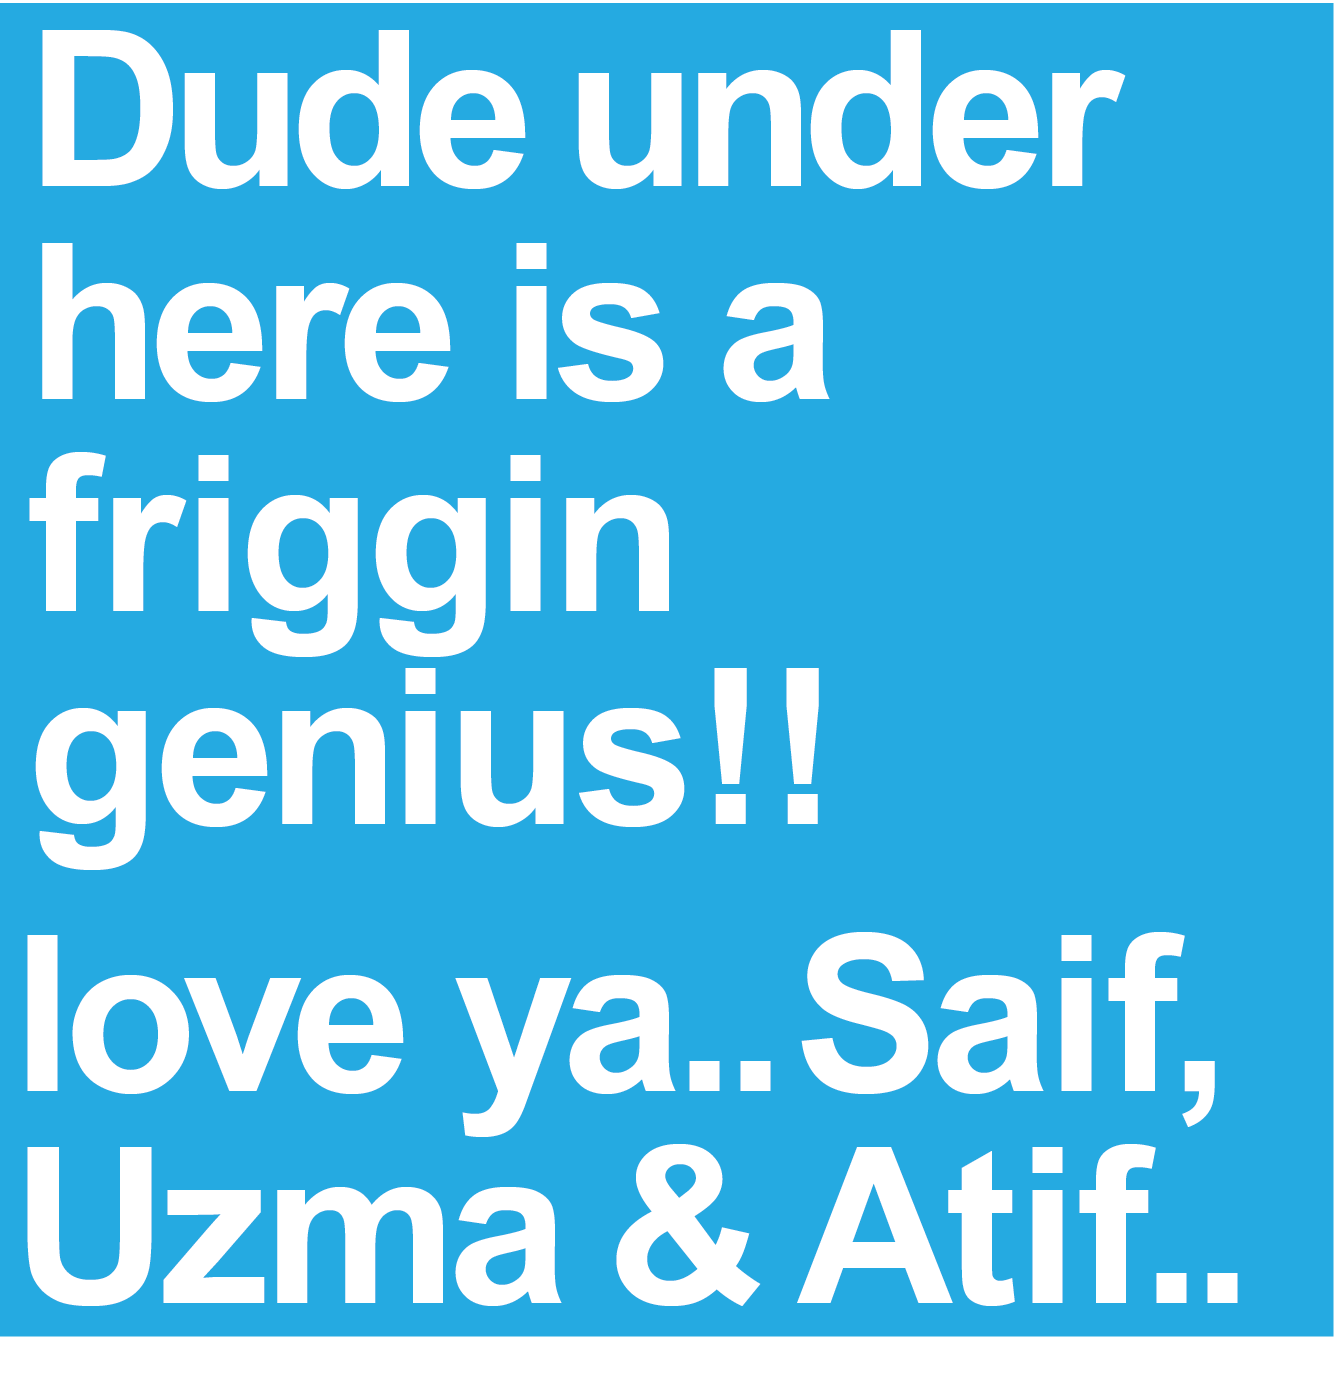 Dude under
here is a
friggin
genius!!
love ya.. Saif,
Uzma & Atif..